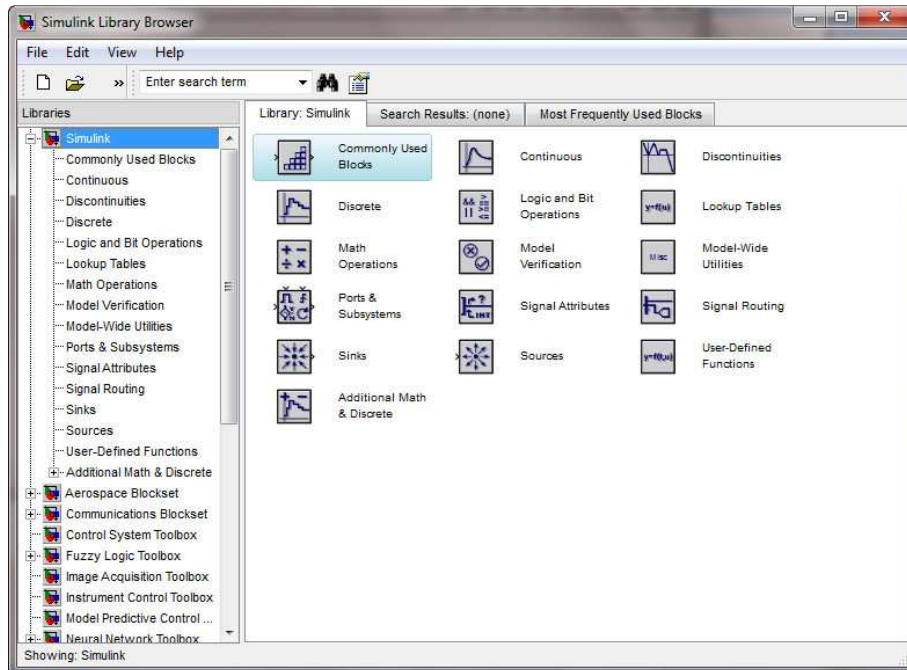 Simulink Library Browser
File Edit View Help
» Enter search term
Libraries
Library: Simulink Search Results: (none) Most Frequently Used Blocks
Simulink
Commonly Used Blocks
Continuous
Discontinuities
Discrete
Logic and Bit Operations
Lookup Tables
Math Operations
Model Verification
Model-Wide Utilities
Ports & Subsystems
Signal Attributes
Signal Routing
Sinks
Sources
User-Defined Functions
Additional Math & Discrete
Aerospace Blockset
Communications Blockset
Control System Toolbox
Fuzzy Logic Toolbox
Image Acquisition Toolbox
Instrument Control Toolbox
Model Predictive Control ...
Neural Network Toolbox
Commonly Used
Blocks
Continuous
Discontinuities
Discrete
&& >=
|| <=
Logic and Bit
Operations
y=f(u)
Lookup Tables
+ −
÷ ×
Math
Operations
Model
Verification
Misc
Model-Wide
Utilities
Ports &
Subsystems
?
INT
Signal Attributes
Signal Routing
Sinks
Sources
y=f(u)
User-Defined
Functions
Additional Math
& Discrete
Showing: Simulink